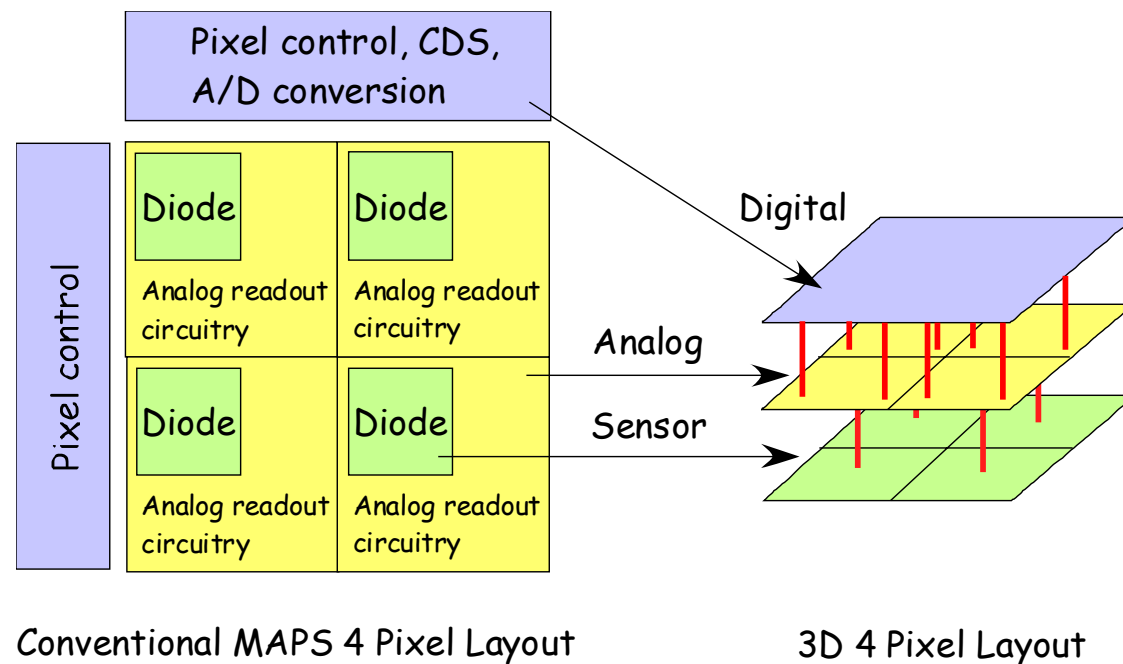 Pixel control, CDS,
A/D conversion
Pixel control
Diode
Diode
Analog readout
circuitry
Analog readout
circuitry
Diode
Diode
Analog readout
circuitry
Analog readout
circuitry
Digital
Analog
Sensor
Conventional MAPS 4 Pixel Layout
3D 4 Pixel Layout